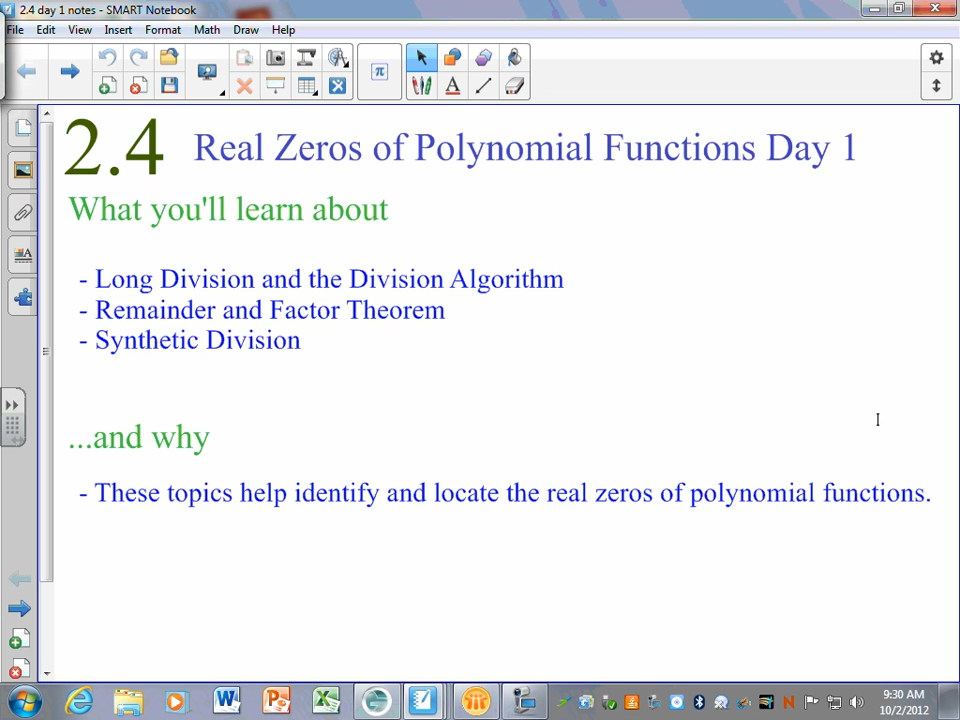 2.4 day 1 notes - SMART Notebook
File Edit View Insert Format Math Draw Help
2.4 Real Zeros of Polynomial Functions Day 1
What you'll learn about
- Long Division and the Division Algorithm
- Remainder and Factor Theorem
- Synthetic Division
...and why
- These topics help identify and locate the real zeros of polynomial functions.
9:30 AM
10/2/2012